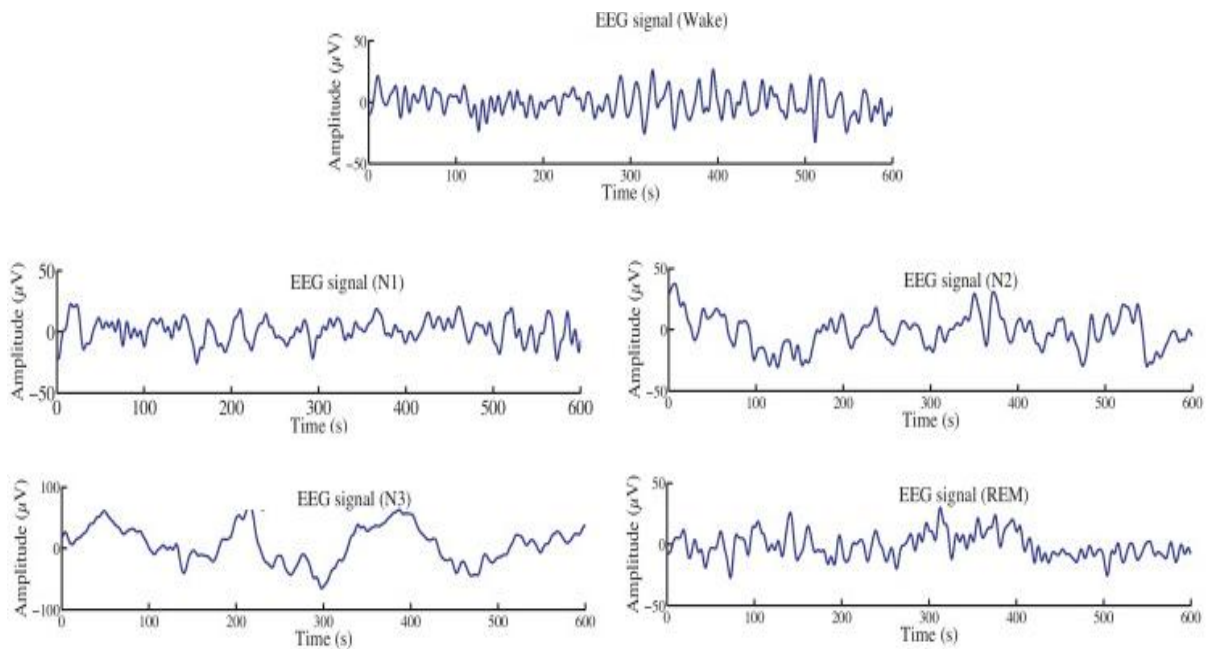 EEG signal (Wake)
Amplitude (μV)
50
0
−50
0 100 200 300 400 500 600
Time (s)
EEG signal (N1)
Amplitude (μV)
50
0
−50
0 100 200 300 400 500 600
Time (s)
EEG signal (N2)
Amplitude (μV)
50
0
−50
0 100 200 300 400 500 600
Time (s)
EEG signal (N3)
Amplitude (μV)
100
0
−100
0 100 200 300 400 500 600
Time (s)
EEG signal (REM)
Amplitude (μV)
50
0
−50
0 100 200 300 400 500 600
Time (s)